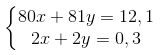 80x + 81y = 12,1
2x + 2y = 0,3